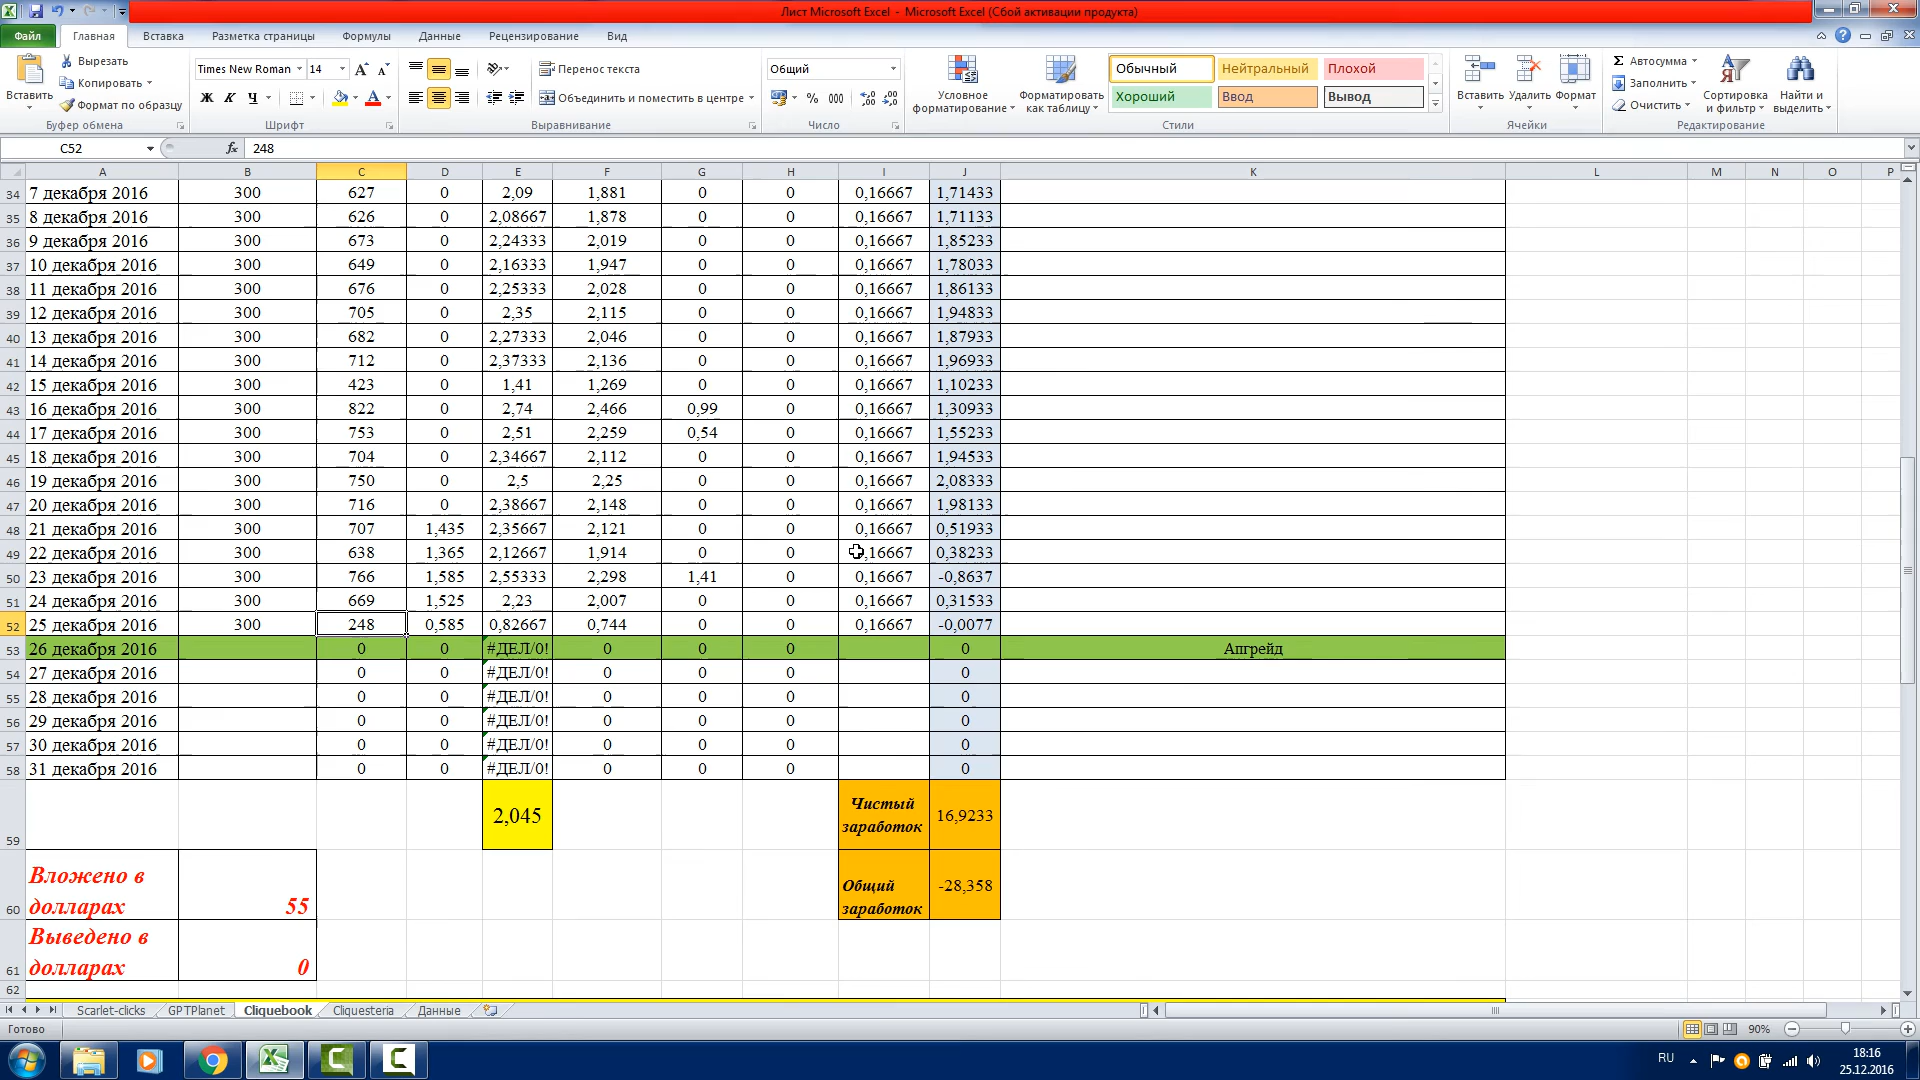 Лист Microsoft Excel - Microsoft Excel (Сбой активации продукта)
Файл Главная Вставка Разметка страницы Формулы Данные Рецензирование Вид
Вставить Вырезать Копировать Формат по образцу Буфер обмена
Times New Roman 14 Ж К Ч Шрифт
Перенос текста Объединить и поместить в центре Выравнивание
Общий % 000 Число
Условное форматирование Форматировать как таблицу Обычный Нейтральный Плохой Хороший Ввод Вывод Стили
Вставить Удалить Формат Ячейки
Σ Автосумма Заполнить Очистить Сортировка и фильтр Найти и выделить Редактирование
C52 fx 248
A B C D E F G H I J K L M N O P
34 7 декабря 2016 300 627 0 2,09 1,881 0 0 0,16667 1,71433
35 8 декабря 2016 300 626 0 2,08667 1,878 0 0 0,16667 1,71133
36 9 декабря 2016 300 673 0 2,24333 2,019 0 0 0,16667 1,85233
37 10 декабря 2016 300 649 0 2,16333 1,947 0 0 0,16667 1,78033
38 11 декабря 2016 300 676 0 2,25333 2,028 0 0 0,16667 1,86133
39 12 декабря 2016 300 705 0 2,35 2,115 0 0 0,16667 1,94833
40 13 декабря 2016 300 682 0 2,27333 2,046 0 0 0,16667 1,87933
41 14 декабря 2016 300 712 0 2,37333 2,136 0 0 0,16667 1,96933
42 15 декабря 2016 300 423 0 1,41 1,269 0 0 0,16667 1,10233
43 16 декабря 2016 300 822 0 2,74 2,466 0,99 0 0,16667 1,30933
44 17 декабря 2016 300 753 0 2,51 2,259 0,54 0 0,16667 1,55233
45 18 декабря 2016 300 704 0 2,34667 2,112 0 0 0,16667 1,94533
46 19 декабря 2016 300 750 0 2,5 2,25 0 0 0,16667 2,08333
47 20 декабря 2016 300 716 0 2,38667 2,148 0 0 0,16667 1,98133
48 21 декабря 2016 300 707 1,435 2,35667 2,121 0 0 0,16667 0,51933
49 22 декабря 2016 300 638 1,365 2,12667 1,914 0 0 0,16667 0,38233
50 23 декабря 2016 300 766 1,585 2,55333 2,298 1,41 0 0,16667 -0,8637
51 24 декабря 2016 300 669 1,525 2,23 2,007 0 0 0,16667 0,31533
52 25 декабря 2016 300 248 0,585 0,82667 0,744 0 0 0,16667 -0,0077
53 26 декабря 2016 0 0 #ДЕЛ/0! 0 0 0 0 Апгрейд
54 27 декабря 2016 0 0 #ДЕЛ/0! 0 0 0 0
55 28 декабря 2016 0 0 #ДЕЛ/0! 0 0 0 0
56 29 декабря 2016 0 0 #ДЕЛ/0! 0 0 0 0
57 30 декабря 2016 0 0 #ДЕЛ/0! 0 0 0 0
58 31 декабря 2016 0 0 #ДЕЛ/0! 0 0 0 0
59 2,045 Чистый заработок 16,9233
60 Вложено в долларах 55 Общий заработок -28,358
61 Выведено в долларах 0
62
Scarlet-clicks GPTPlanet Cliquebook Cliquesteria Данные
Готово 90%
RU 18:16
25.12.2016